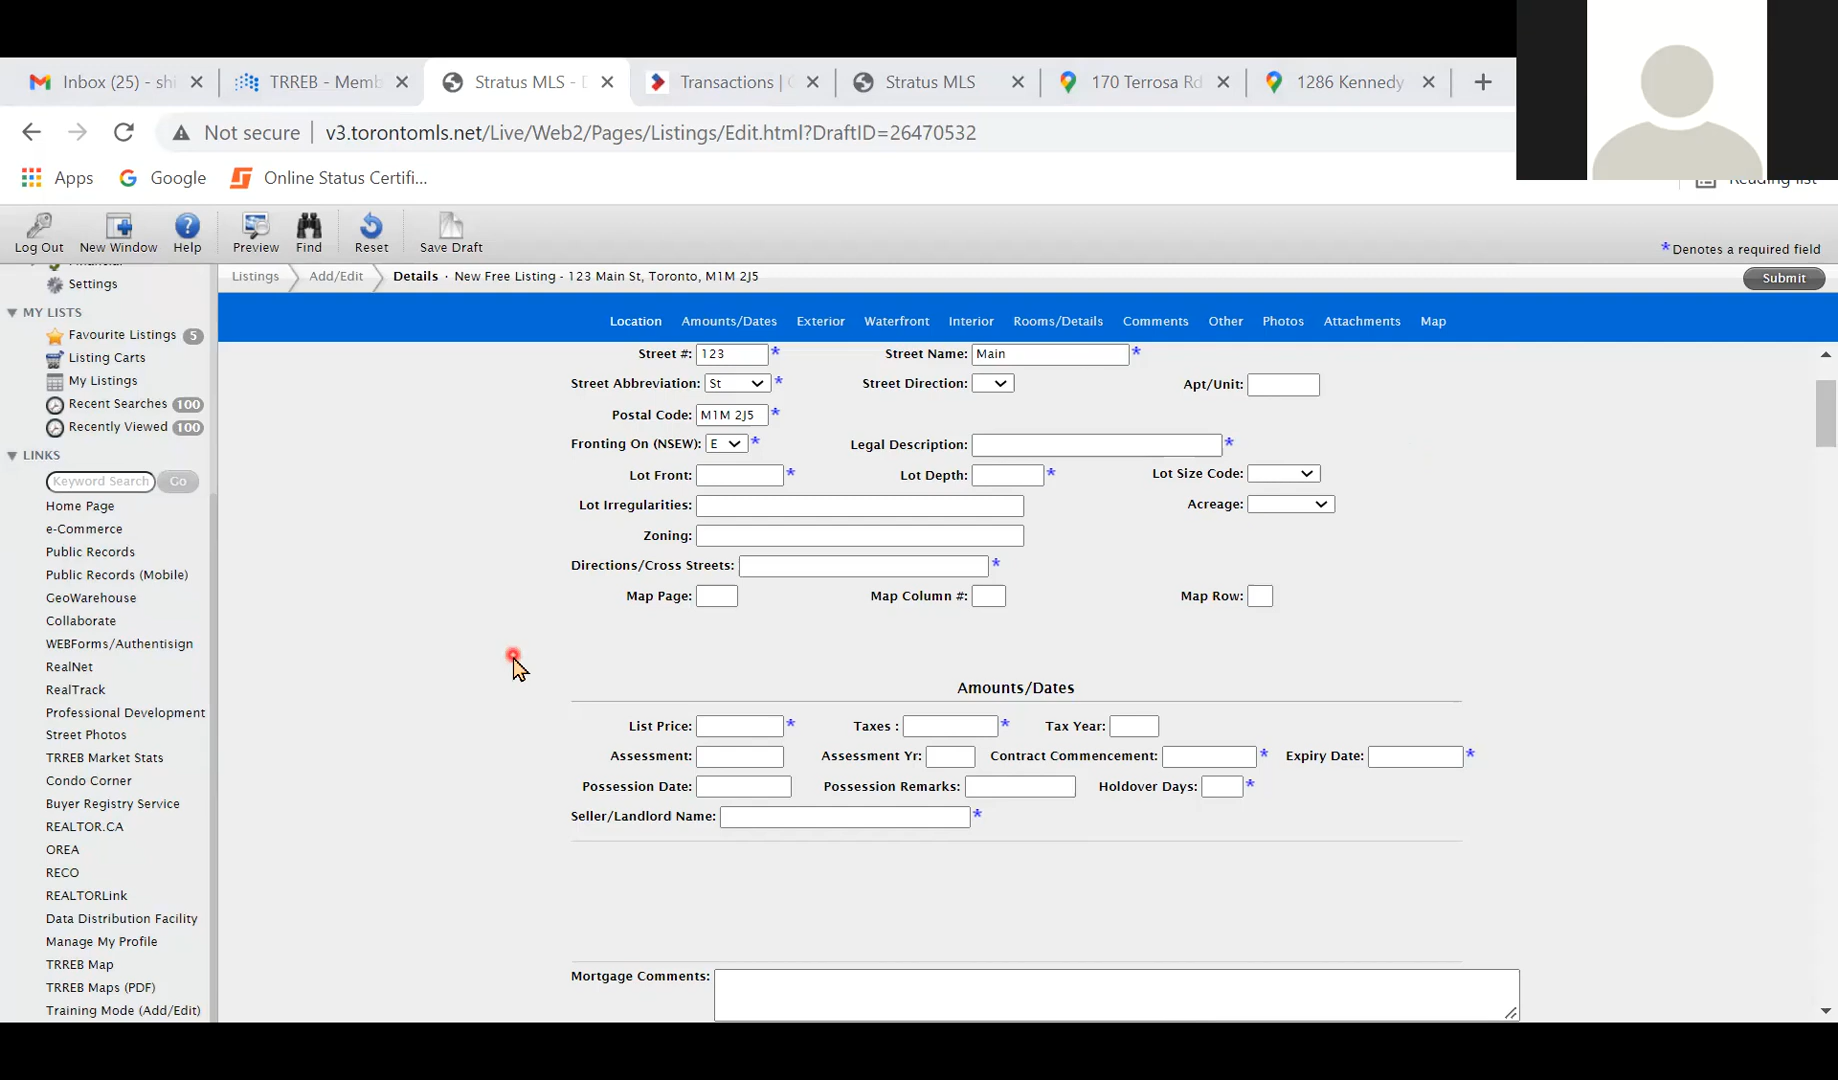 Inbox (25) - shi
TRREB - Memb
Stratus MLS - D
Transactions |
Stratus MLS
170 Terrosa Rd
1286 Kennedy
Not secure
v3.torontomls.net/Live/Web2/Pages/Listings/Edit.html?DraftID=26470532
Apps
Google
Online Status Certifi...
Reading list
Log Out
New Window
Help
Preview
Find
Reset
Save Draft
* Denotes a required field
Financial
Settings
MY LISTS
Favourite Listings 5
Listing Carts
My Listings
Recent Searches 100
Recently Viewed 100
LINKS
Keyword Search Go
Home Page
e-Commerce
Public Records
Public Records (Mobile)
GeoWarehouse
Collaborate
WEBForms/Authentisign
RealNet
RealTrack
Professional Development
Street Photos
TRREB Market Stats
Condo Corner
Buyer Registry Service
REALTOR.CA
OREA
RECO
REALTORLink
Data Distribution Facility
Manage My Profile
TRREB Map
TRREB Maps (PDF)
Training Mode (Add/Edit)
Listings Add/Edit Details · New Free Listing - 123 Main St, Toronto, M1M 2J5
Submit
Location Amounts/Dates Exterior Waterfront Interior Rooms/Details Comments Other Photos Attachments Map
Street #: 123 * Street Name: Main *
Street Abbreviation: St * Street Direction: Apt/Unit:
Postal Code: M1M 2J5 *
Fronting On (NSEW): E * Legal Description: *
Lot Front: * Lot Depth: * Lot Size Code:
Lot Irregularities: Acreage:
Zoning:
Directions/Cross Streets: *
Map Page: Map Column #: Map Row:
Amounts/Dates
List Price: * Taxes : * Tax Year:
Assessment: Assessment Yr: Contract Commencement: * Expiry Date: *
Possession Date: Possession Remarks: Holdover Days: *
Seller/Landlord Name: *
Mortgage Comments: